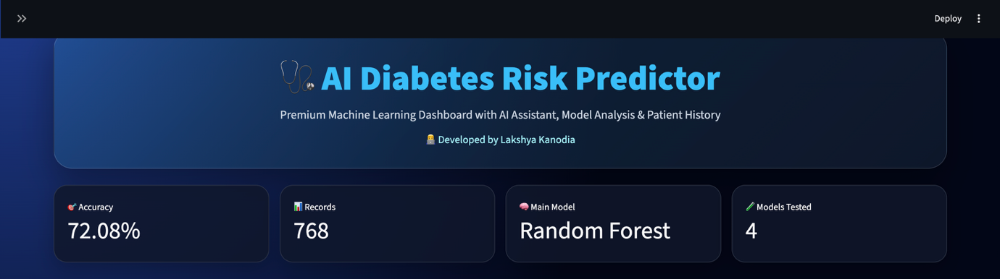 Deploy
AI Diabetes Risk Predictor
Premium Machine Learning Dashboard with AI Assistant, Model Analysis & Patient History
Developed by Lakshya Kanodia
Accuracy
72.08%
Records
768
Main Model
Random Forest
Models Tested
4